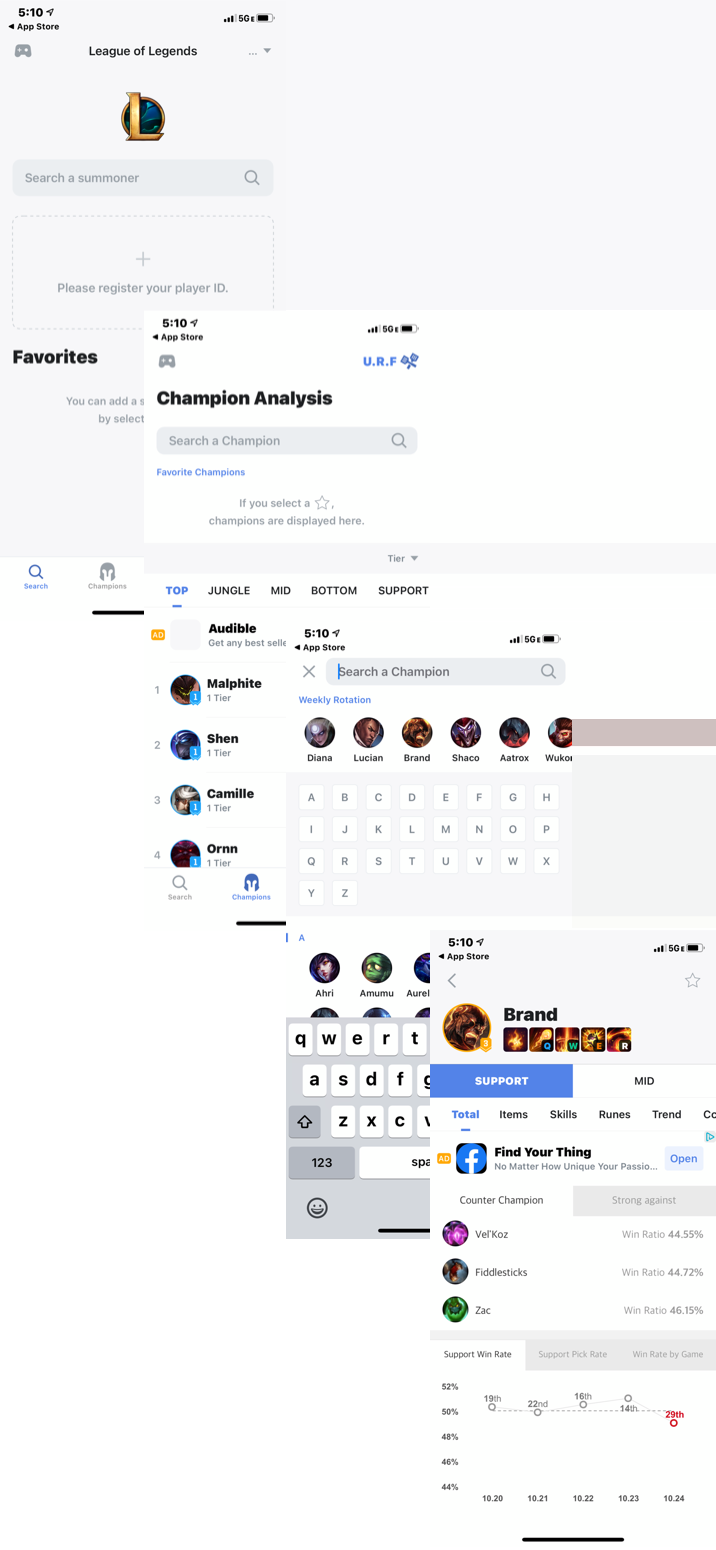 5:10
5G E
App Store
League of Legends
...
Search a summoner
Please register your player ID.
Favorites
You can add a s
by select
Search
Champions
5:10
5G E
App Store
U.R.F
Champion Analysis
Search a Champion
Favorite Champions
If you select a ☆,
champions are displayed here.
Tier
TOP JUNGLE MID BOTTOM SUPPORT
AD
Audible
Get any best selle
1
Malphite
1
1 Tier
2
Shen
1
1 Tier
3
Camille
1
1 Tier
4
Ornn
1
1 Tier
Search
Champions
5:10
5G E
App Store
Search a Champion
Weekly Rotation
Diana Lucian Brand Shaco Aatrox Wukon
A B C D E F G H
I J K L M N O P
Q R S T U V W X
Y Z
A
Ahri Amumu Aurel
q w e r t
a s d f g
z x c v
123
spa
5:10
5G E
App Store
Brand
3
Q W E R
SUPPORT MID
Total Items Skills Runes Trend Co
AD
Find Your Thing
No Matter How Unique Your Passio...
Open
Counter Champion Strong against
Vel'Koz Win Ratio 44.55%
Fiddlesticks Win Ratio 44.72%
Zac Win Ratio 46.15%
Support Win Rate Support Pick Rate Win Rate by Game
52%
50%
48%
46%
44%
19th
22nd
16th
14th
29th
10.20 10.21 10.22 10.23 10.24